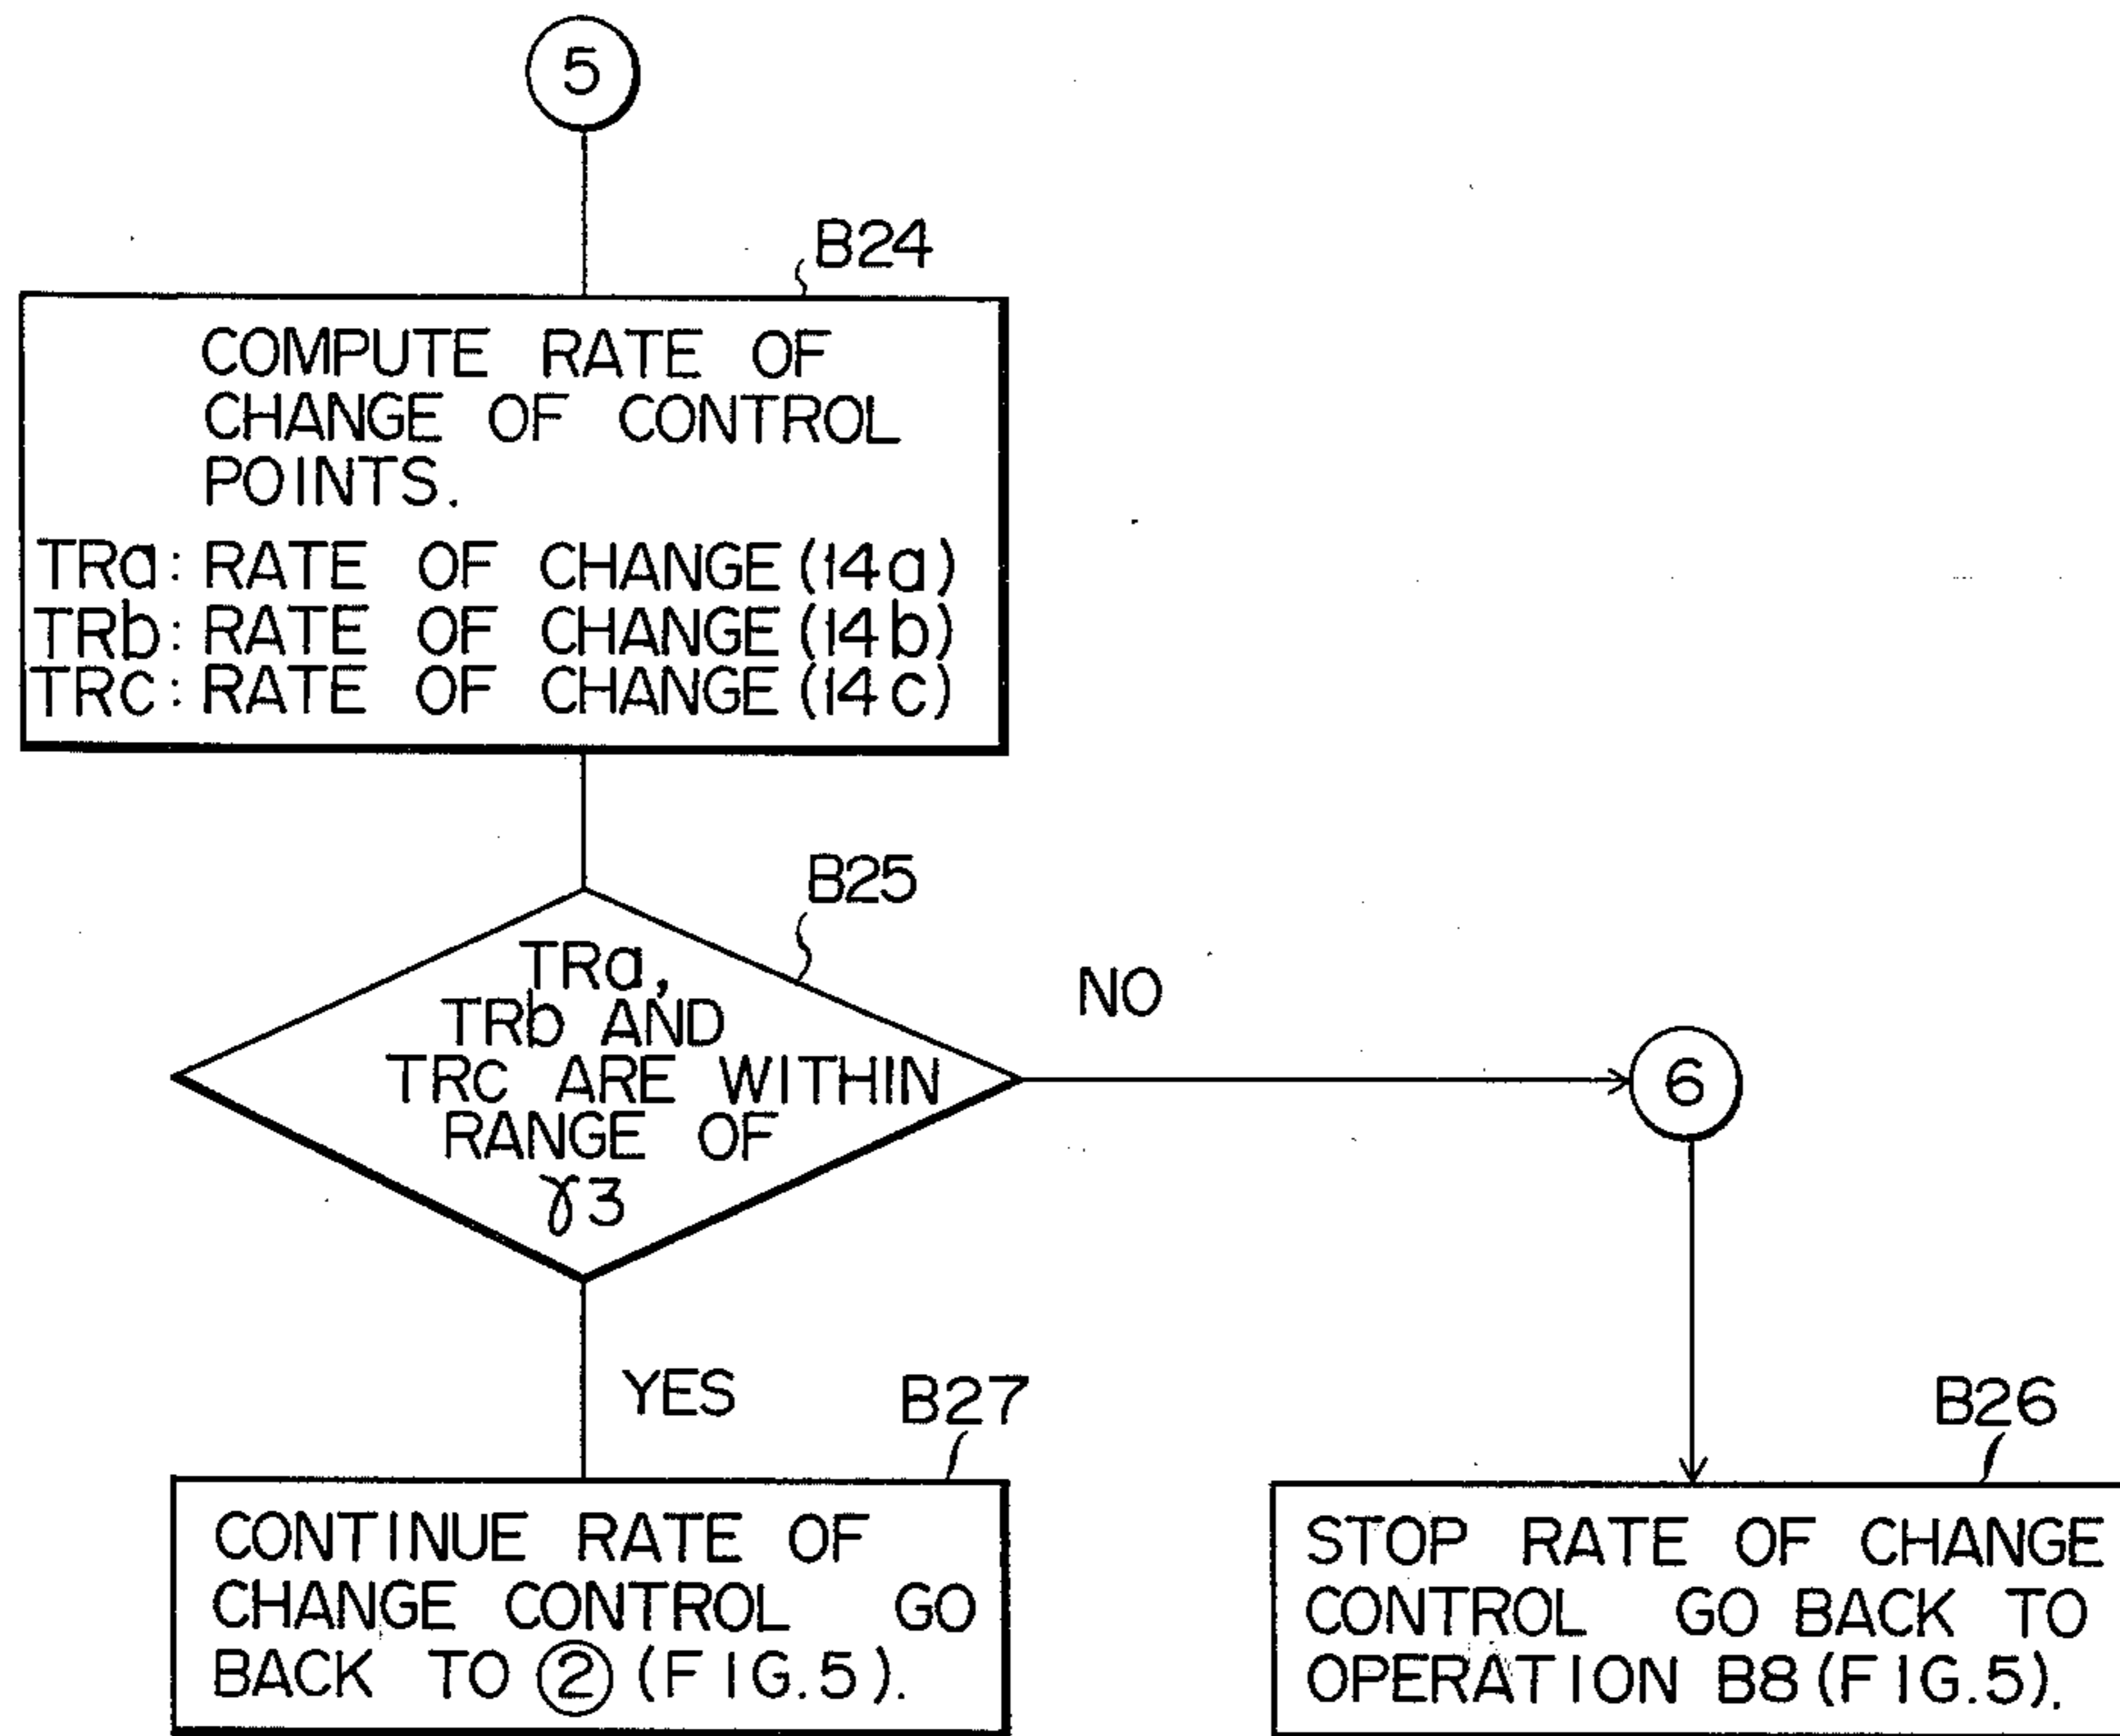 5
B24
COMPUTE RATE OF
CHANGE OF CONTROL
POINTS.
TRa: RATE OF CHANGE (14a)
TRb: RATE OF CHANGE (14b)
TRc: RATE OF CHANGE (14c)
B25
TRa,
TRb AND
TRc ARE WITHIN
RANGE OF
γ3
NO
6
YES
B27
CONTINUE RATE OF
CHANGE CONTROL GO
BACK TO ② (FIG.5).
B26
STOP RATE OF CHANGE
CONTROL GO BACK TO
OPERATION B8 (FIG.5).